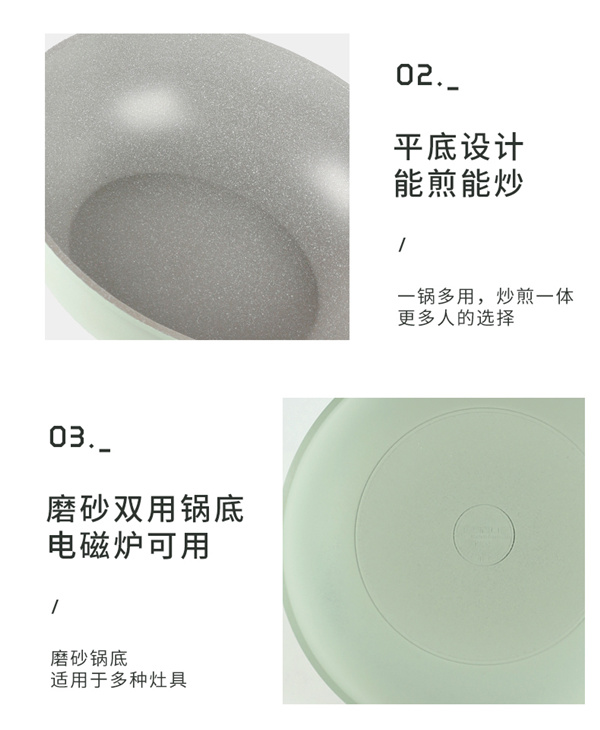 02._
平底设计
能煎能炒
/
一锅多用，炒煎一体
更多人的选择
03._
磨砂双用锅底
电磁炉可用
/
磨砂锅底
适用于多种灶具